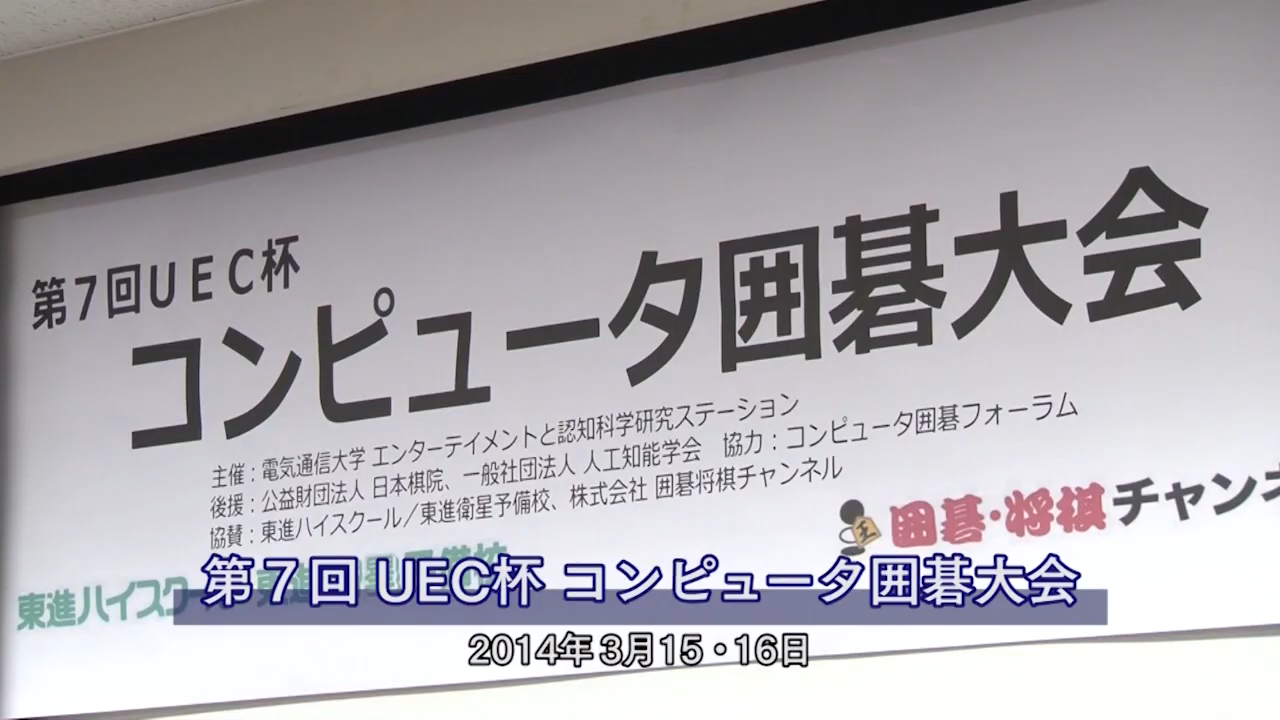 第7回UEC杯
コンピュータ囲碁大会
主催：電気通信大学 エンターテイメントと認知科学研究ステーション
後援：公益財団法人 日本棋院、一般社団法人 人工知能学会　協力：コンピュータ囲碁フォーラム
協賛：東進ハイスクール／東進衛星予備校、株式会社 囲碁将棋チャンネル
王 囲碁・将棋チャンネ
東進ハイスク
第7回 UEC杯 コンピュータ囲碁大会
2014年3月15・16日